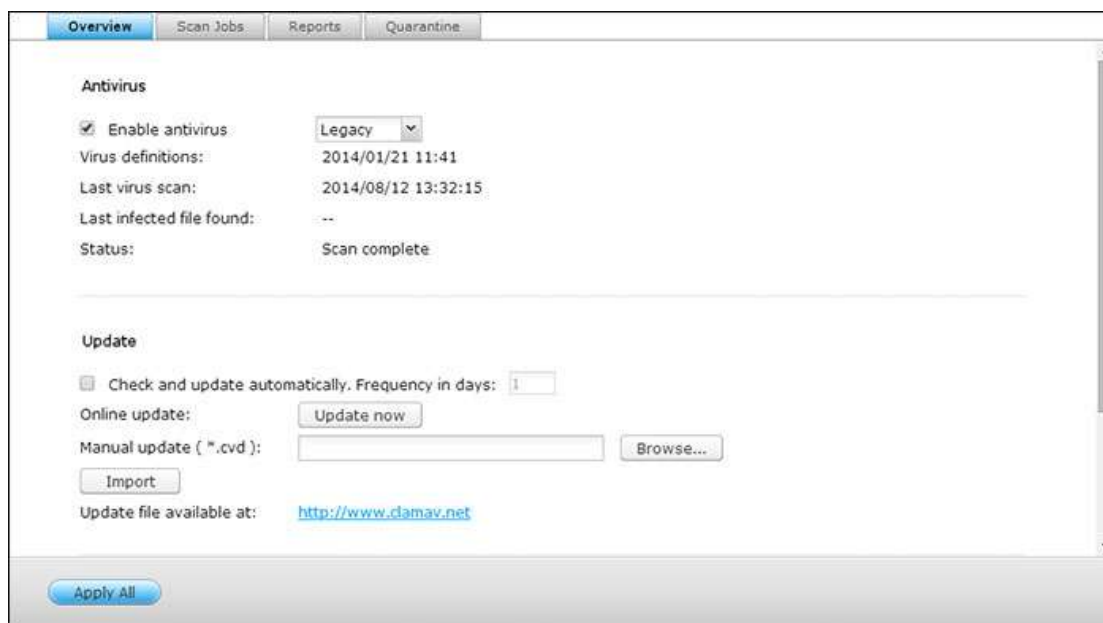 Overview Scan Jobs Reports Quarantine
Antivirus
Enable antivirus Legacy
Virus definitions: 2014/01/21 11:41
Last virus scan: 2014/08/12 13:32:15
Last infected file found: --
Status: Scan complete
Update
Check and update automatically. Frequency in days: 1
Online update: Update now
Manual update ( *.cvd ): Browse...
Import
Update file available at: http://www.clamav.net
Apply All